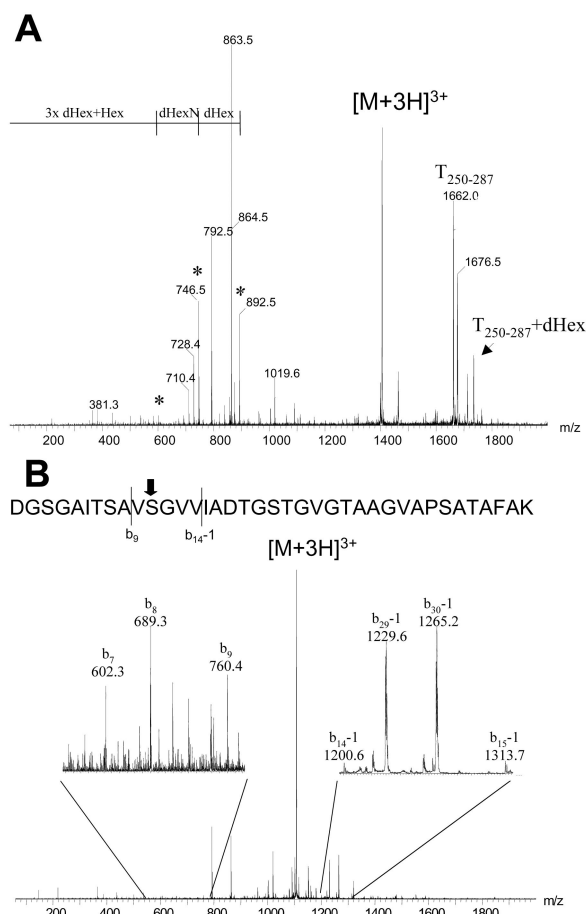 A
863.5
[M+3H]3+
3x dHex+Hex dHexN dHex
T250-287
1662.0
864.5
792.5
1676.5
*
746.5
*
892.5
T250-287+dHex
728.4
710.4
1019.6
*
381.3
200 400 600 800 1000 1200 1400 1600 1800 m/z
B
DGSGAITSAVSGVVIADTGSTGVGTAAGVAPSATAFAK
b9 b14-1
[M+3H]3+
b8
689.3
b7
602.3
b9
760.4
b29-1
1229.6
b30-1
1265.2
b14-1
1200.6
b15-1
1313.7
200 400 600 800 1000 1200 1400 1600 1800 m/z